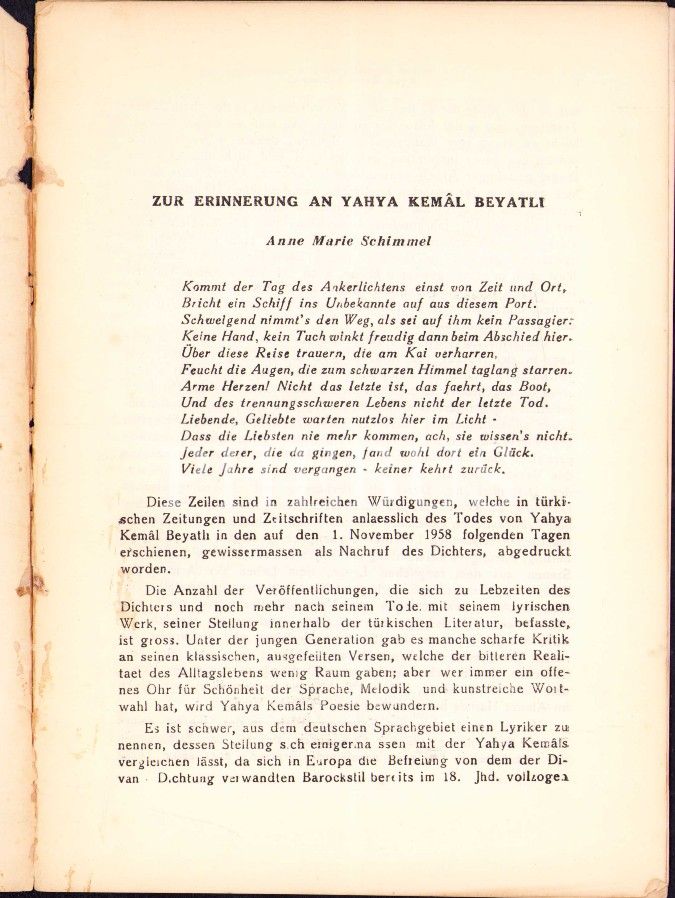 ZUR ERINNERUNG AN YAHYA KEMÂL BEYATLI
Anne Marie Schimmel
Kommt der Tag des Ankerlichtens einst von Zeit und Ort,
Bricht ein Schiff ins Unbekannte auf aus diesem Port.
Schweigend nimmt's den Weg, als sei auf ihm kein Passagier:
Keine Hand, kein Tuch winkt freudig dann beim Abschied hier.
Über diese Reise trauern, die am Kai verharren,
Feucht die Augen, die zum schwarzen Himmel taglang starren.
Arme Herzen! Nicht das letzte ist, das faehrt, das Boot,
Und des trennungsschweren Lebens nicht der letzte Tod.
Liebende, Geliebte warten nutzlos hier im Licht -
Dass die Liebsten nie mehr kommen, ach, sie wissen's nicht.
Jeder derer, die da gingen, fand wohl dort ein Glück.
Viele Jahre sind vergangen - keiner kehrt zurück.
Diese Zeilen sind in zahlreichen Würdigungen, welche in türki-
schen Zeitungen und Zeitschriften anlaesslich des Todes von Yahya
Kemâl Beyatlı in den auf den 1. November 1958 folgenden Tagen
erschienen, gewissermassen als Nachruf des Dichters, abgedruckt
worden.
Die Anzahl der Veröffentlichungen, die sich zu Lebzeiten des
Dichters und noch mehr nach seinem Tode. mit seinem lyrischen
Werk, seiner Stellung innerhalb der türkischen Literatur, befasste,
ist gross. Unter der jungen Generation gab es manche scharfe Kritik
an seinen klassischen, ausgefeilten Versen, welche der bitteren Reali-
taet des Alltagslebens wenig Raum gaben; aber wer immer ein offe-
nes Ohr für Schönheit der Sprache, Melodik und kunstreiche Wort-
wahl hat, wird Yahya Kemâls Poesie bewundern.
Es ist schwer, aus dem deutschen Sprachgebiet einen Lyriker zu
nennen, dessen Stellung sich einigermassen mit der Yahya Kemâls
vergleichen lässt, da sich in Europa die Befreiung von dem der Di-
van - Dichtung verwandten Barockstil bereits im 18. Jhd. vollzogen